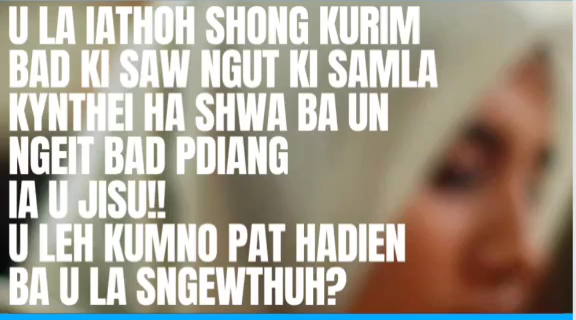 U LA IATHOH SHONG KURIM
BAD KI SAW NGUT KI SAMLA
KYNTHEI HA SHWA BA UN
NGEIT BAD PDIANG
IA U JISU!!
U LEH KUMNO PAT HADIEN
BA U LA SNGEWTHUH?